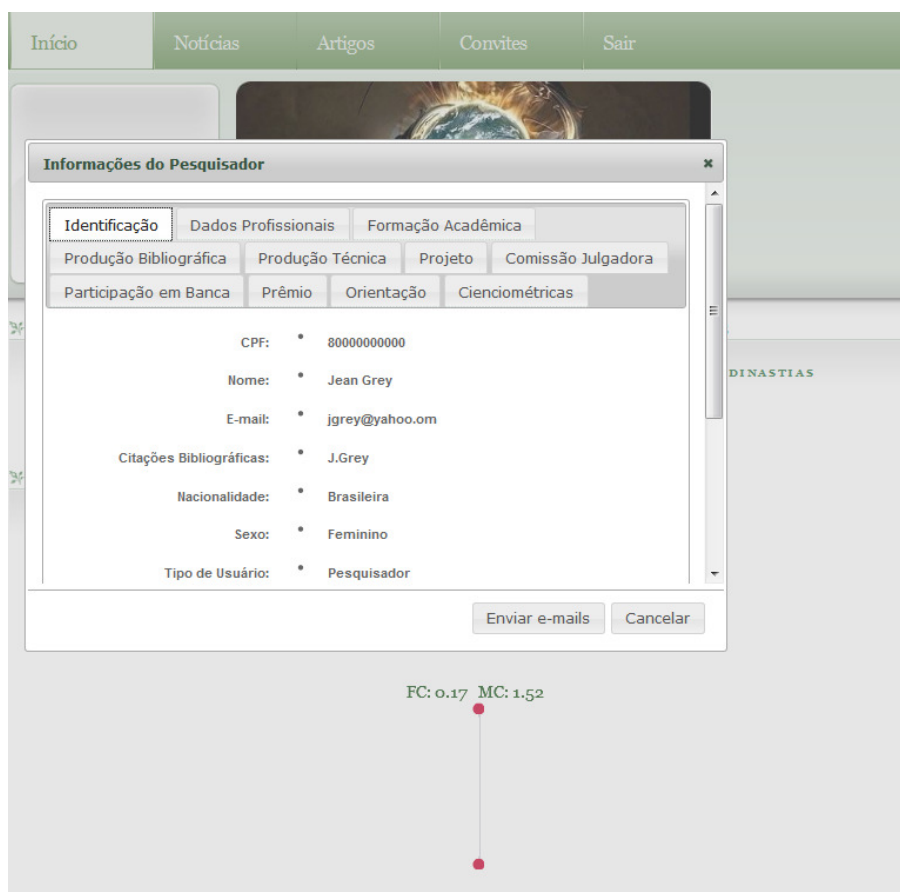 Início Notícias Artigos Convites Sair
Informações do Pesquisador
Identificação Dados Profissionais Formação Acadêmica
Produção Bibliográfica Produção Técnica Projeto Comissão Julgadora
Participação em Banca Prêmio Orientação Cienciométricas
CPF: • 80000000000
DINASTIAS
Nome: • Jean Grey
E-mail: • jgrey@yahoo.om
Citações Bibliográficas: • J.Grey
Nacionalidade: • Brasileira
Sexo: • Feminino
Tipo de Usuário: • Pesquisador
Enviar e-mails Cancelar
FC: 0.17 MC: 1.52